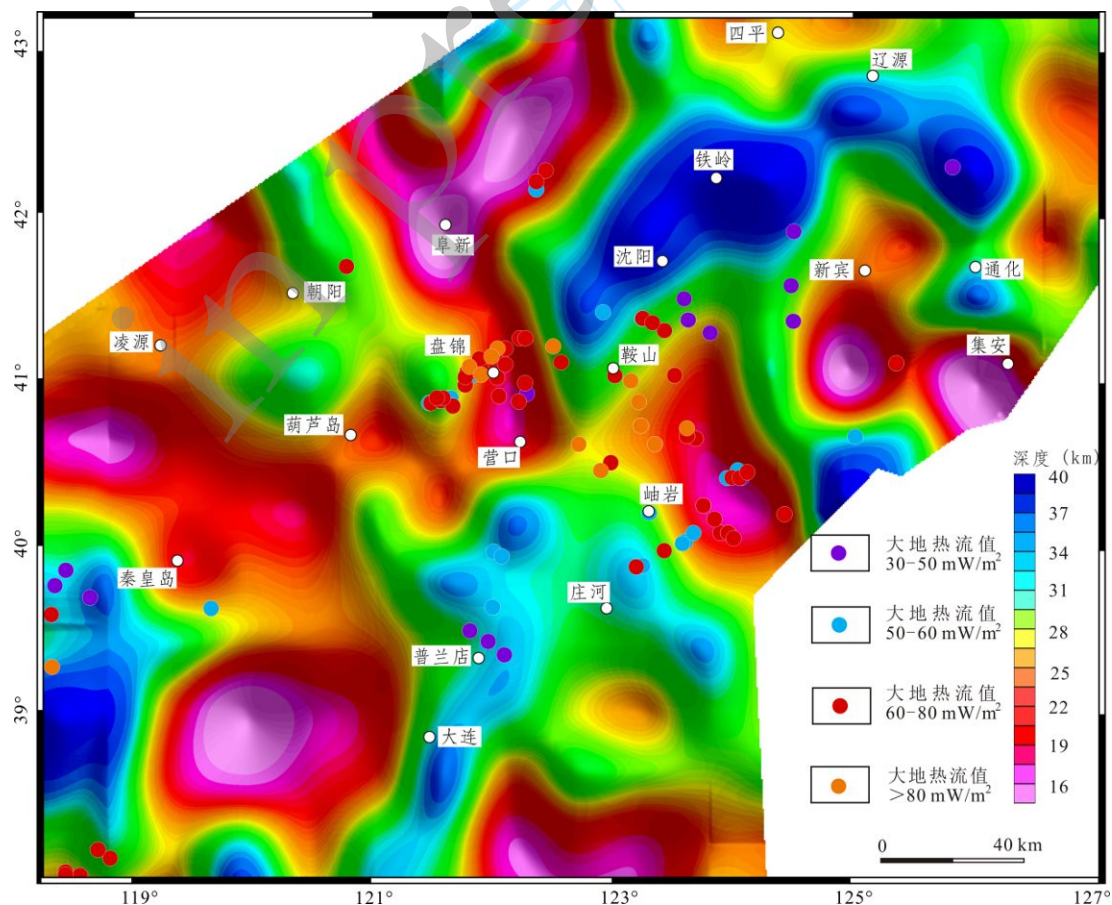 43°
42°
41°
40°
39°
119°
121°
123°
125°
127°
四平
辽源
铁岭
阜新
沈阳
新宾
通化
朝阳
凌源
盘锦
鞍山
集安
葫芦岛
营口
岫岩
秦皇岛
庄河
普兰店
大连
深度 (km)
40
37
34
31
28
25
22
19
16
大地热流值
30-50 mW/m²
大地热流值
50-60 mW/m²
大地热流值
60-80 mW/m²
大地热流值
>80 mW/m²
0 40 km